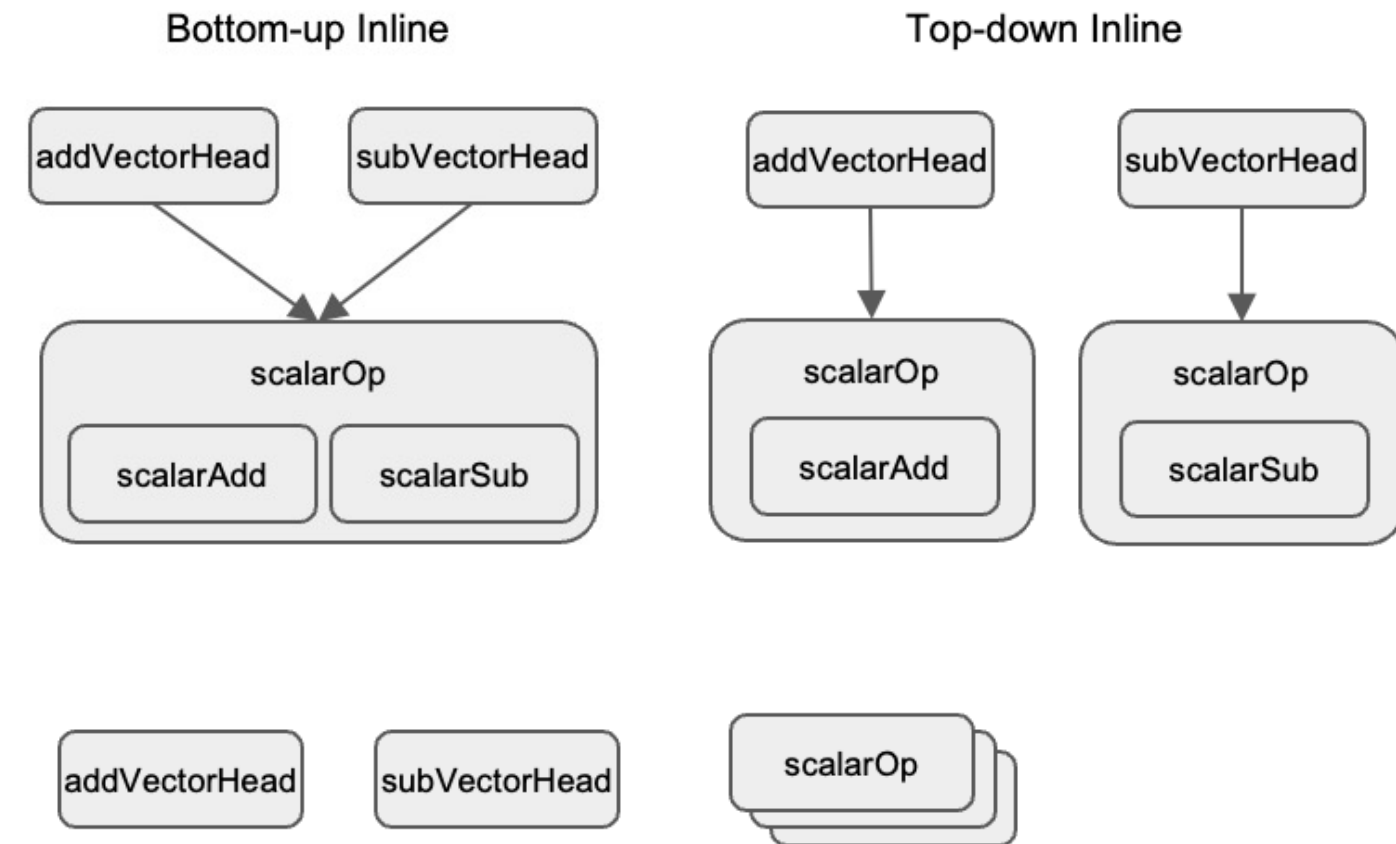 Bottom-up Inline
Top-down Inline
addVectorHead
subVectorHead
addVectorHead
subVectorHead
scalarOp
scalarOp
scalarOp
scalarAdd
scalarSub
scalarAdd
scalarSub
addVectorHead
subVectorHead
scalarOp